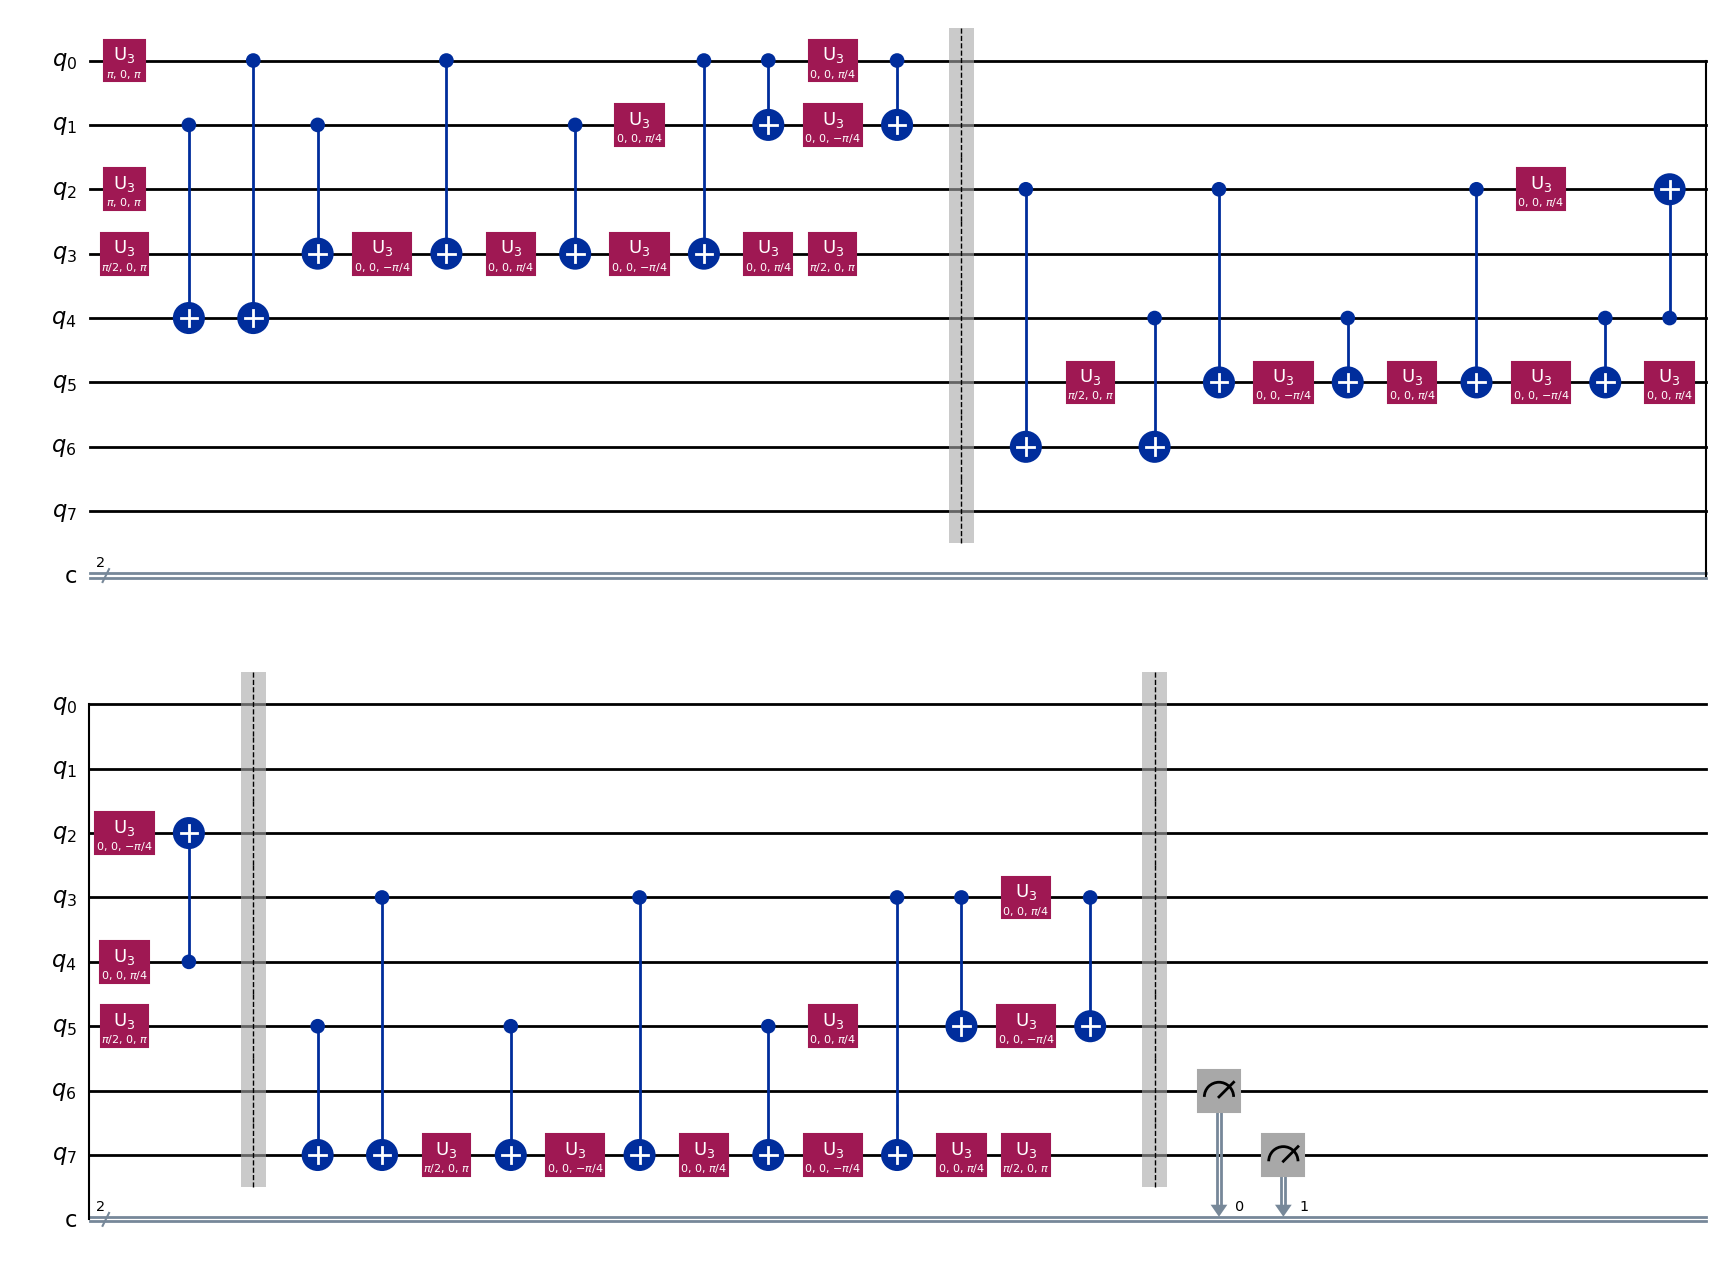 q0 U3 π, 0, π U3 0, 0, π/4
q1 U3 0, 0, π/4 U3 0, 0, −π/4
q2 U3 π, 0, π U3 0, 0, π/4
q3 U3 π/2, 0, π U3 0, 0, −π/4 U3 0, 0, π/4 U3 0, 0, −π/4 U3 0, 0, π/4 U3 π/2, 0, π
q4
q5 U3 π/2, 0, π U3 0, 0, −π/4 U3 0, 0, π/4 U3 0, 0, −π/4 U3 0, 0, π/4
q6
q7
c 2
q0
q1
q2 U3 0, 0, −π/4
q3 U3 0, 0, π/4
q4 U3 0, 0, π/4
q5 U3 π/2, 0, π U3 0, 0, π/4 U3 0, 0, −π/4
q6
q7 U3 π/2, 0, π U3 0, 0, −π/4 U3 0, 0, π/4 U3 0, 0, −π/4 U3 0, 0, π/4 U3 π/2, 0, π
c 2 0 1